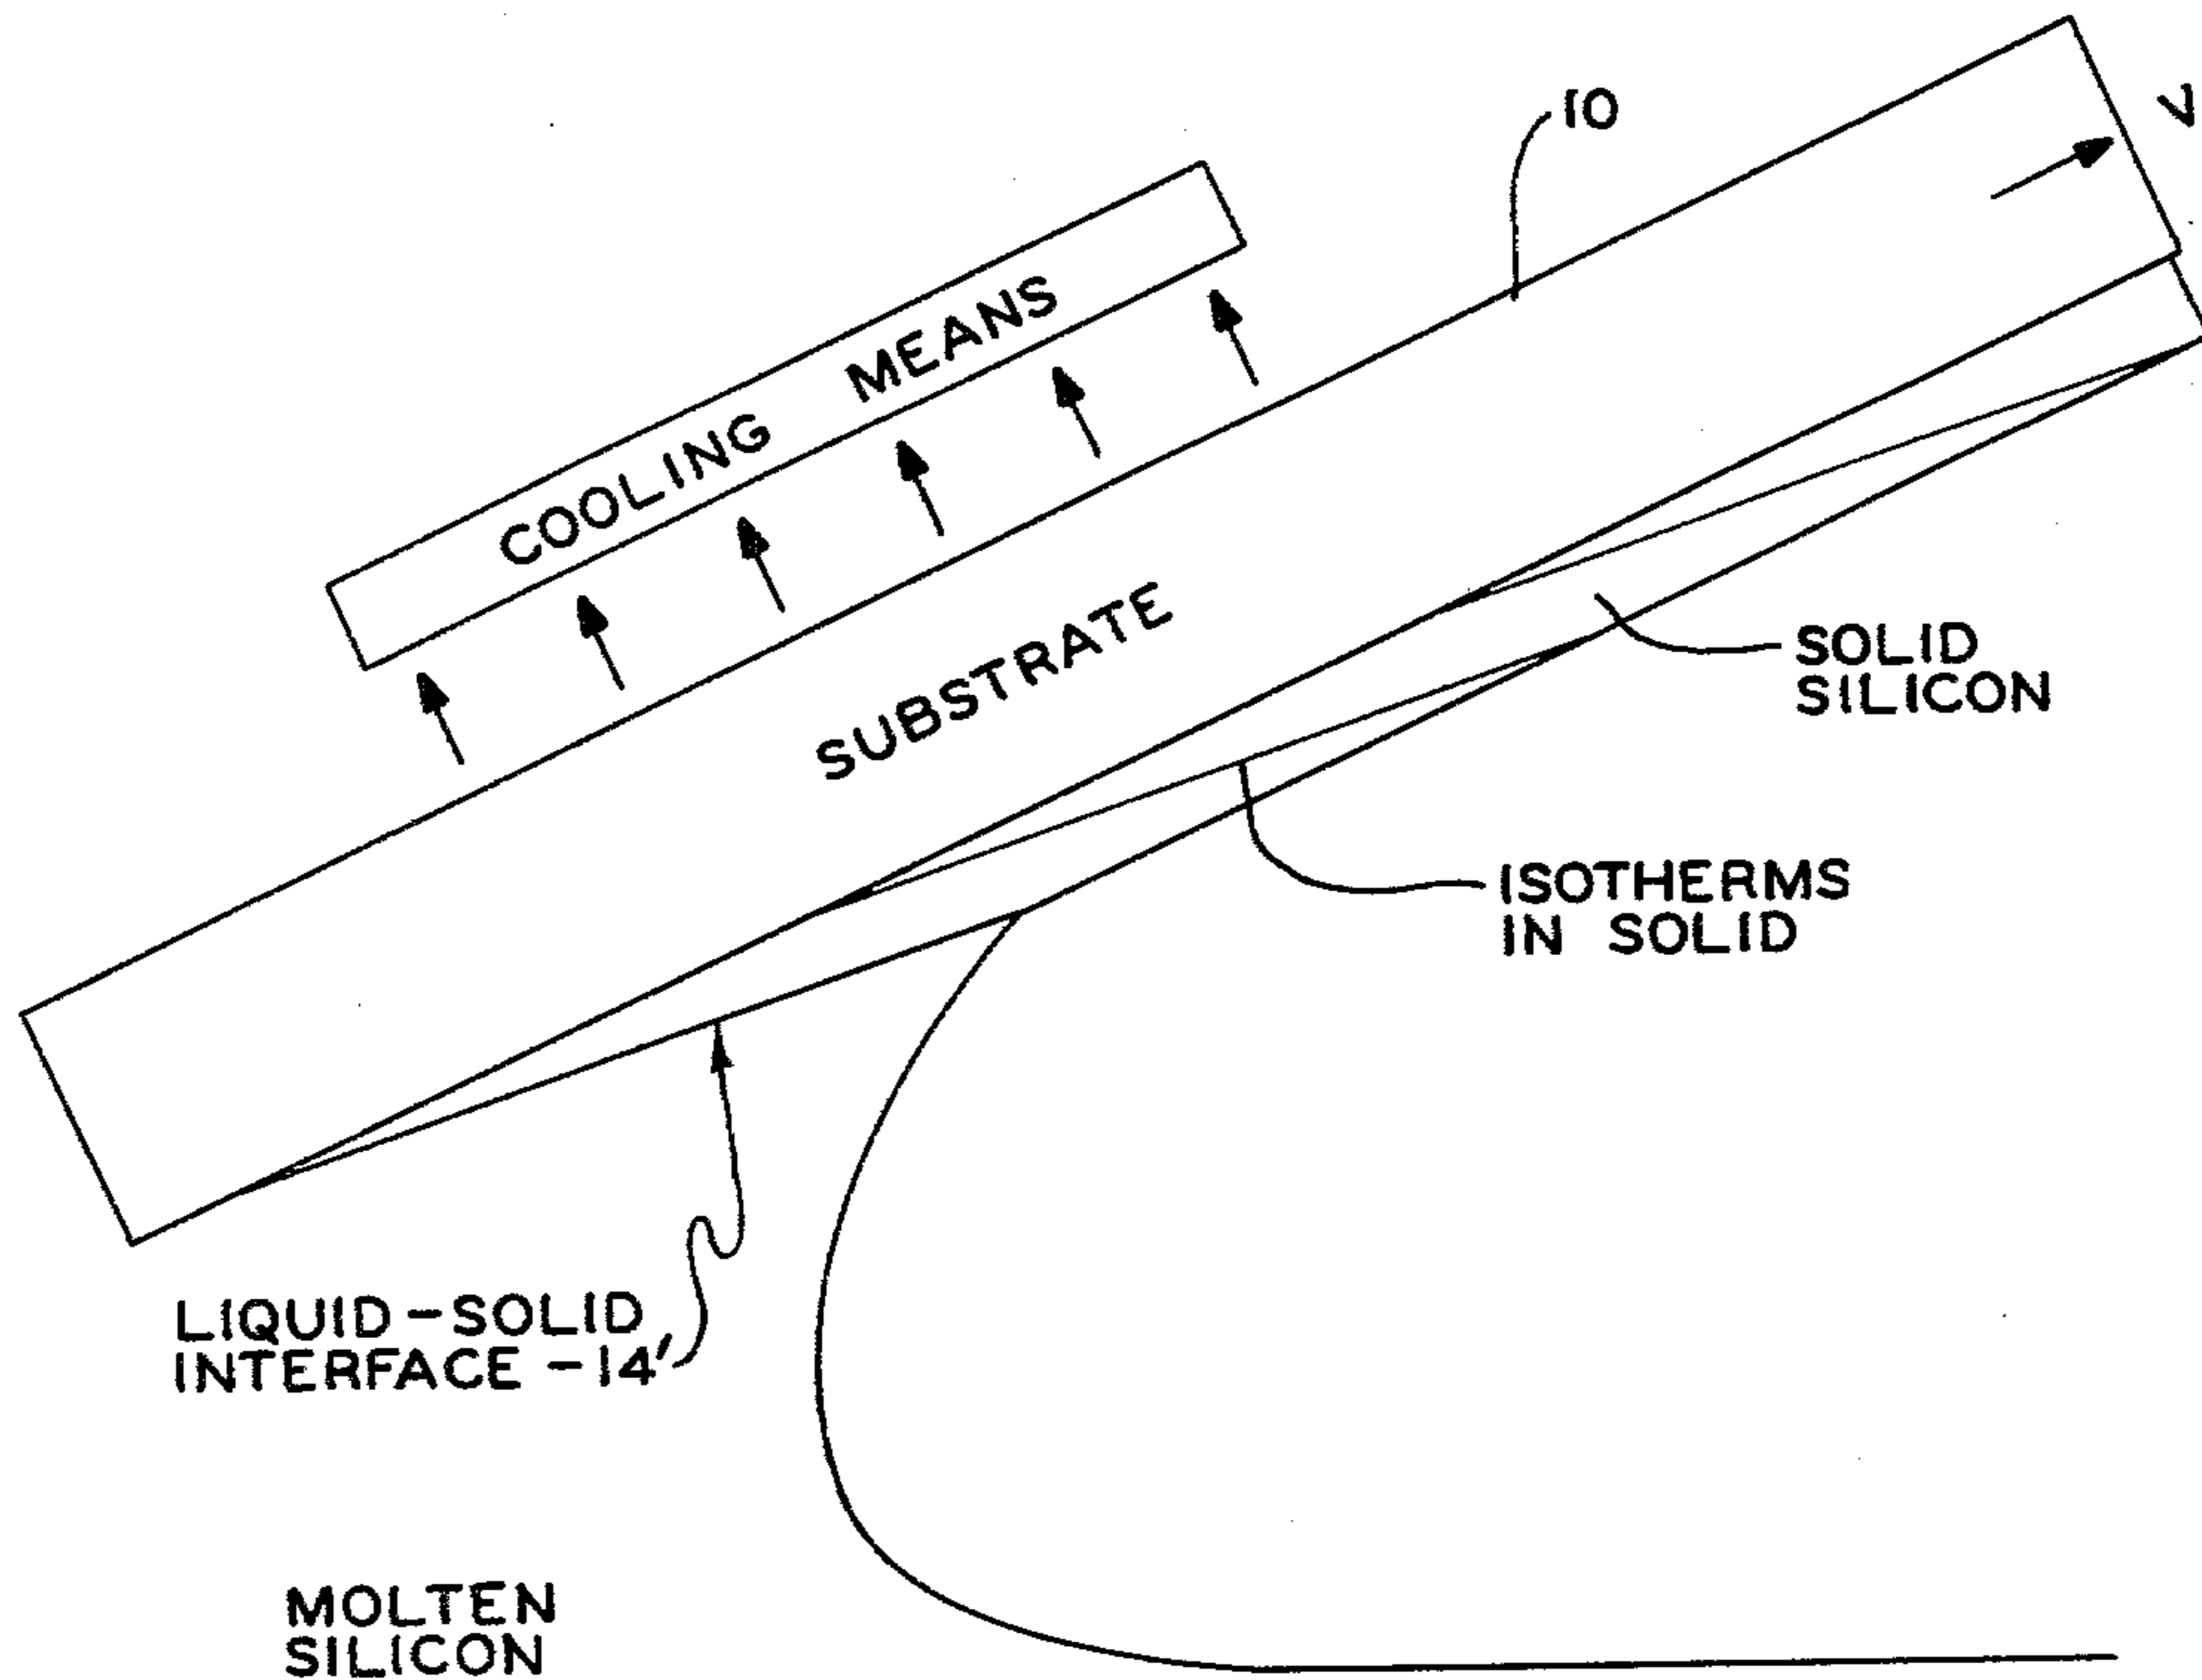 10
V
COOLING MEANS
SUBSTRATE
SOLID
SILICON
ISOTHERMS
IN SOLID
LIQUID-SOLID
INTERFACE-14'
MOLTEN
SILICON